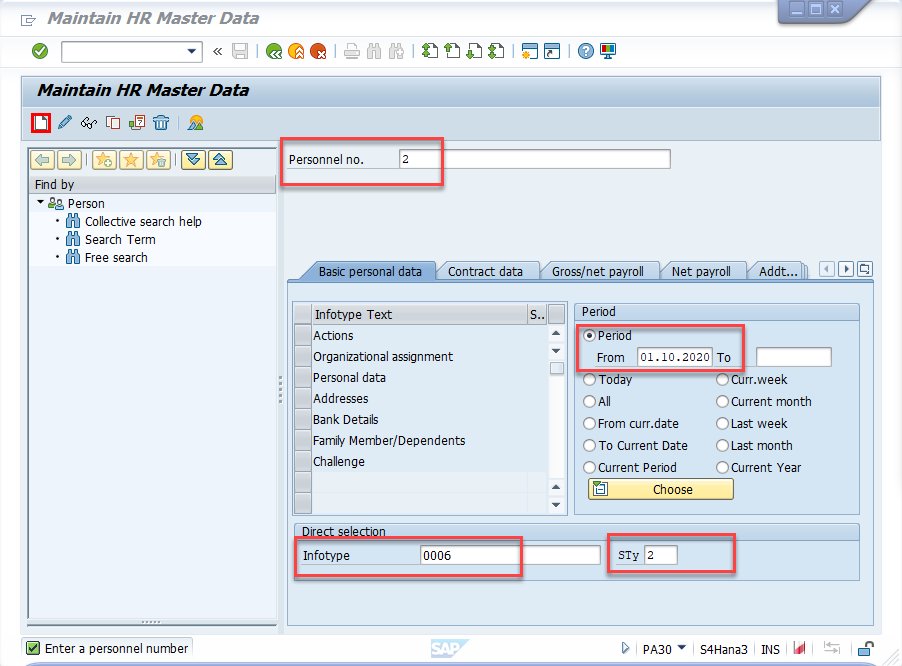 Maintain HR Master Data
«
Maintain HR Master Data
Personnel no. 2
Find by
Person
Collective search help
Search Term
Free search
Basic personal data Contract data Gross/net payroll Net payroll Addt...
Infotype Text S..
Actions
Organizational assignment
Personal data
Addresses
Bank Details
Family Member/Dependents
Challenge
Period
Period
From 01.10.2020 To
Today Curr.week
All Current month
From curr.date Last week
To Current Date Last month
Current Period Current Year
Choose
Direct selection
Infotype 0006 STy 2
Enter a personnel number SAP PA30 S4Hana3 INS